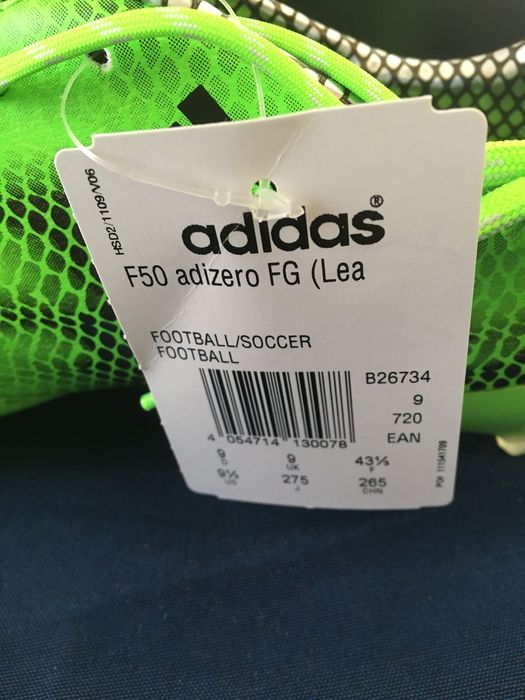 HSD2/1109/V06
adidas®
F50 adizero FG (Lea
FOOTBALL/SOCCER
FOOTBALL
B26734
9
720
EAN
4 054714 130078
9 9 43⅓
D UK F
9½ 275 265
US J CHN
PO# 111541709